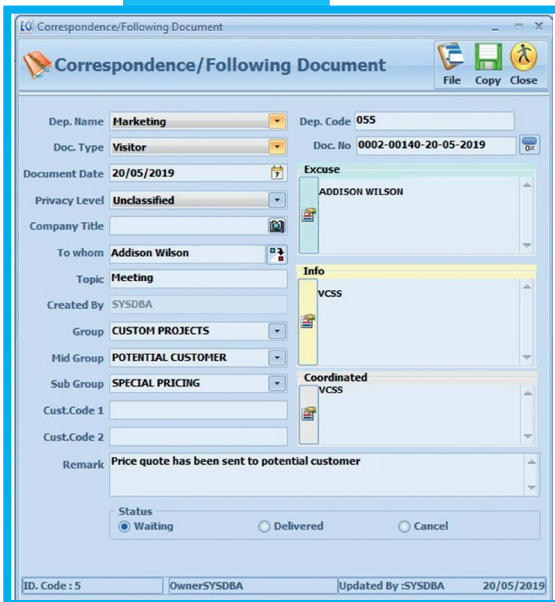 Correspondence/Following Document
Correspondence/Following Document
File Copy Close
Dep. Name Marketing Dep. Code 055
Doc. Type Visitor Doc. No 0002-00140-20-05-2019
Document Date 20/05/2019 Excuse
ADDISON WILSON
Privacy Level Unclassified
Company Title
To whom Addison Wilson
Topic Meeting Info
VCSS
Created By SYSDBA
Group CUSTOM PROJECTS
Mid Group POTENTIAL CUSTOMER
Sub Group SPECIAL PRICING Coordinated
VCSS
Cust.Code 1
Cust.Code 2
Remark Price quote has been sent to potential customer
Status
Waiting Delivered Cancel
ID. Code : 5 OwnerSYSDBA Updated By :SYSDBA 20/05/2019